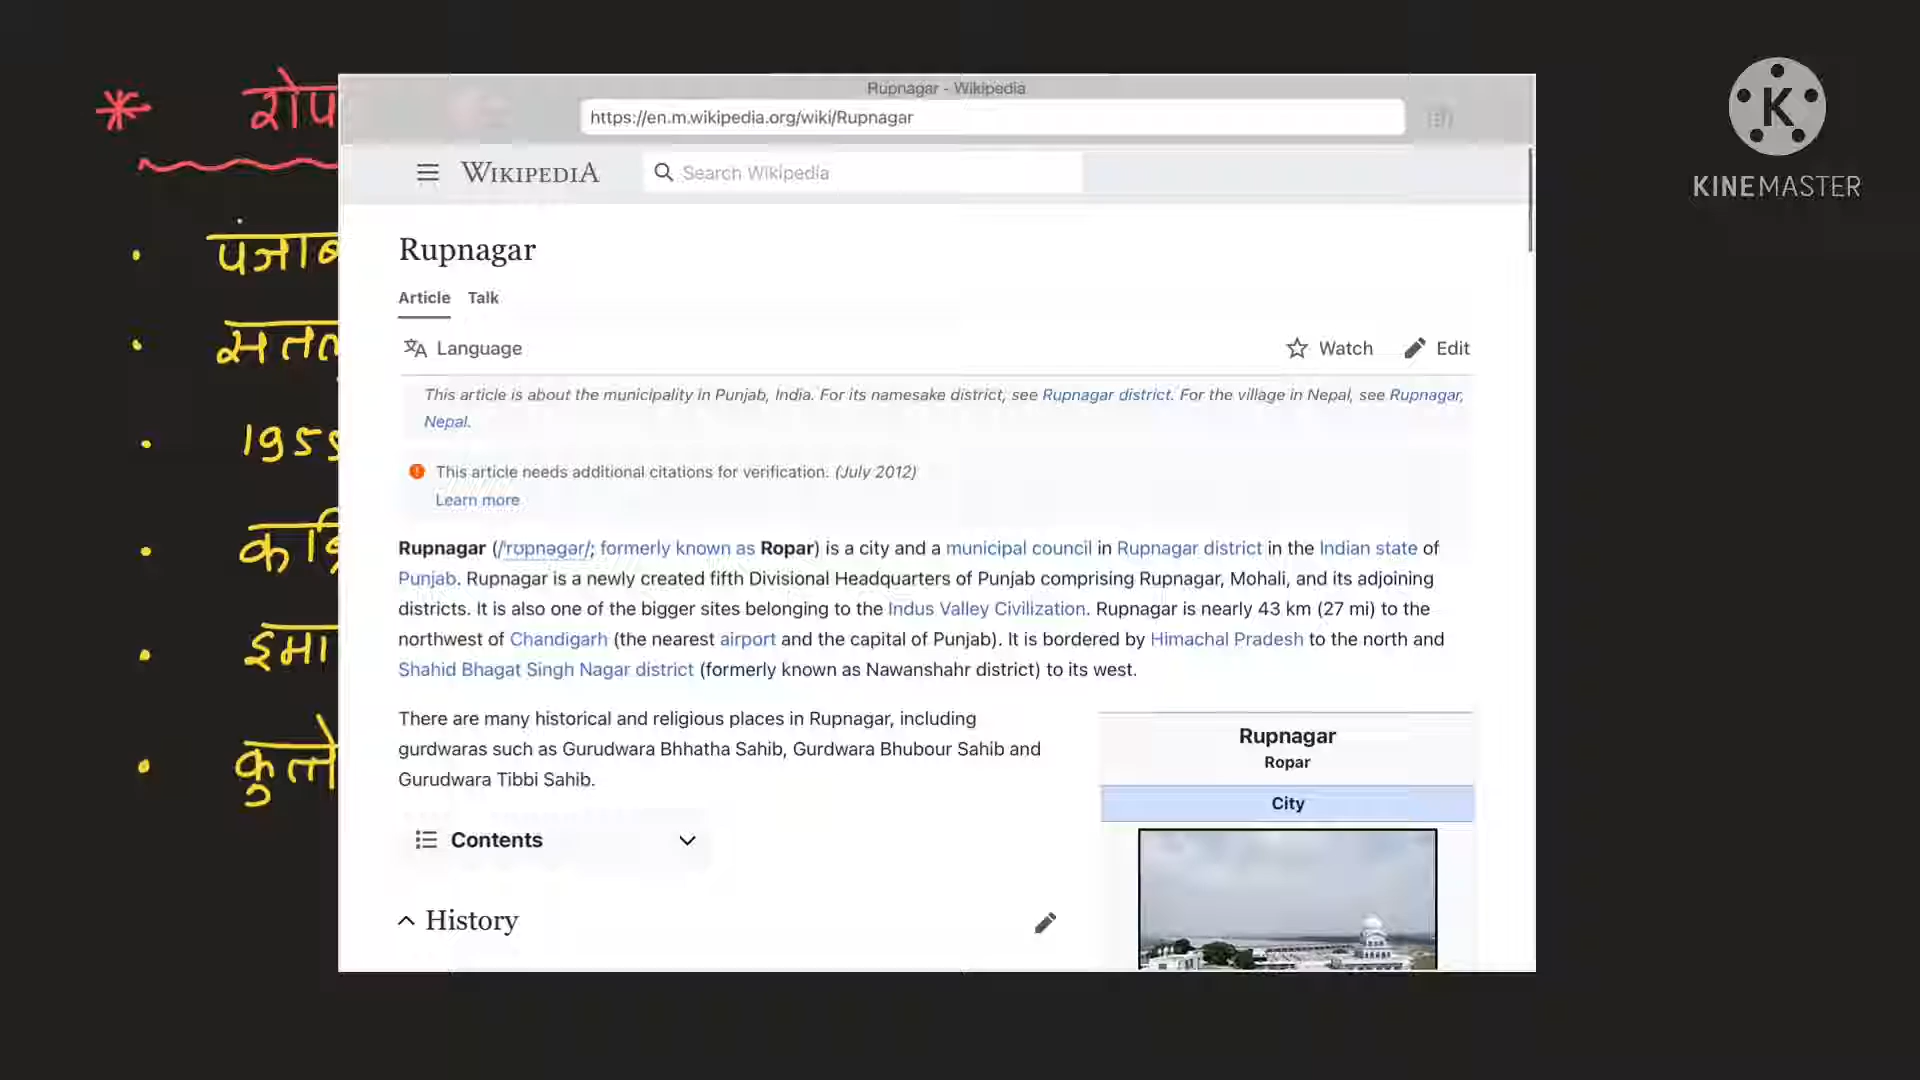 Rupnagar - Wikipedia
https://en.m.wikipedia.org/wiki/Rupnagar
WIKIPEDIA
Search Wikipedia
Rupnagar
Article Talk
Language
Watch Edit
This article is about the municipality in Punjab, India. For its namesake district, see Rupnagar district. For the village in Nepal, see Rupnagar,
Nepal.
This article needs additional citations for verification. (July 2012)
Learn more
Rupnagar (/ˈrʊpnəɡər/; formerly known as Ropar) is a city and a municipal council in Rupnagar district in the Indian state of
Punjab. Rupnagar is a newly created fifth Divisional Headquarters of Punjab comprising Rupnagar, Mohali, and its adjoining
districts. It is also one of the bigger sites belonging to the Indus Valley Civilization. Rupnagar is nearly 43 km (27 mi) to the
northwest of Chandigarh (the nearest airport and the capital of Punjab). It is bordered by Himachal Pradesh to the north and
Shahid Bhagat Singh Nagar district (formerly known as Nawanshahr district) to its west.
There are many historical and religious places in Rupnagar, including
gurdwaras such as Gurudwara Bhhatha Sahib, Gurdwara Bhubour Sahib and
Gurudwara Tibbi Sahib.
Contents
History
Rupnagar
Ropar
City
* रोप
• पंजाब
• सतल
• 1955
• इमा
• कुत्ते
K
KINEMASTER